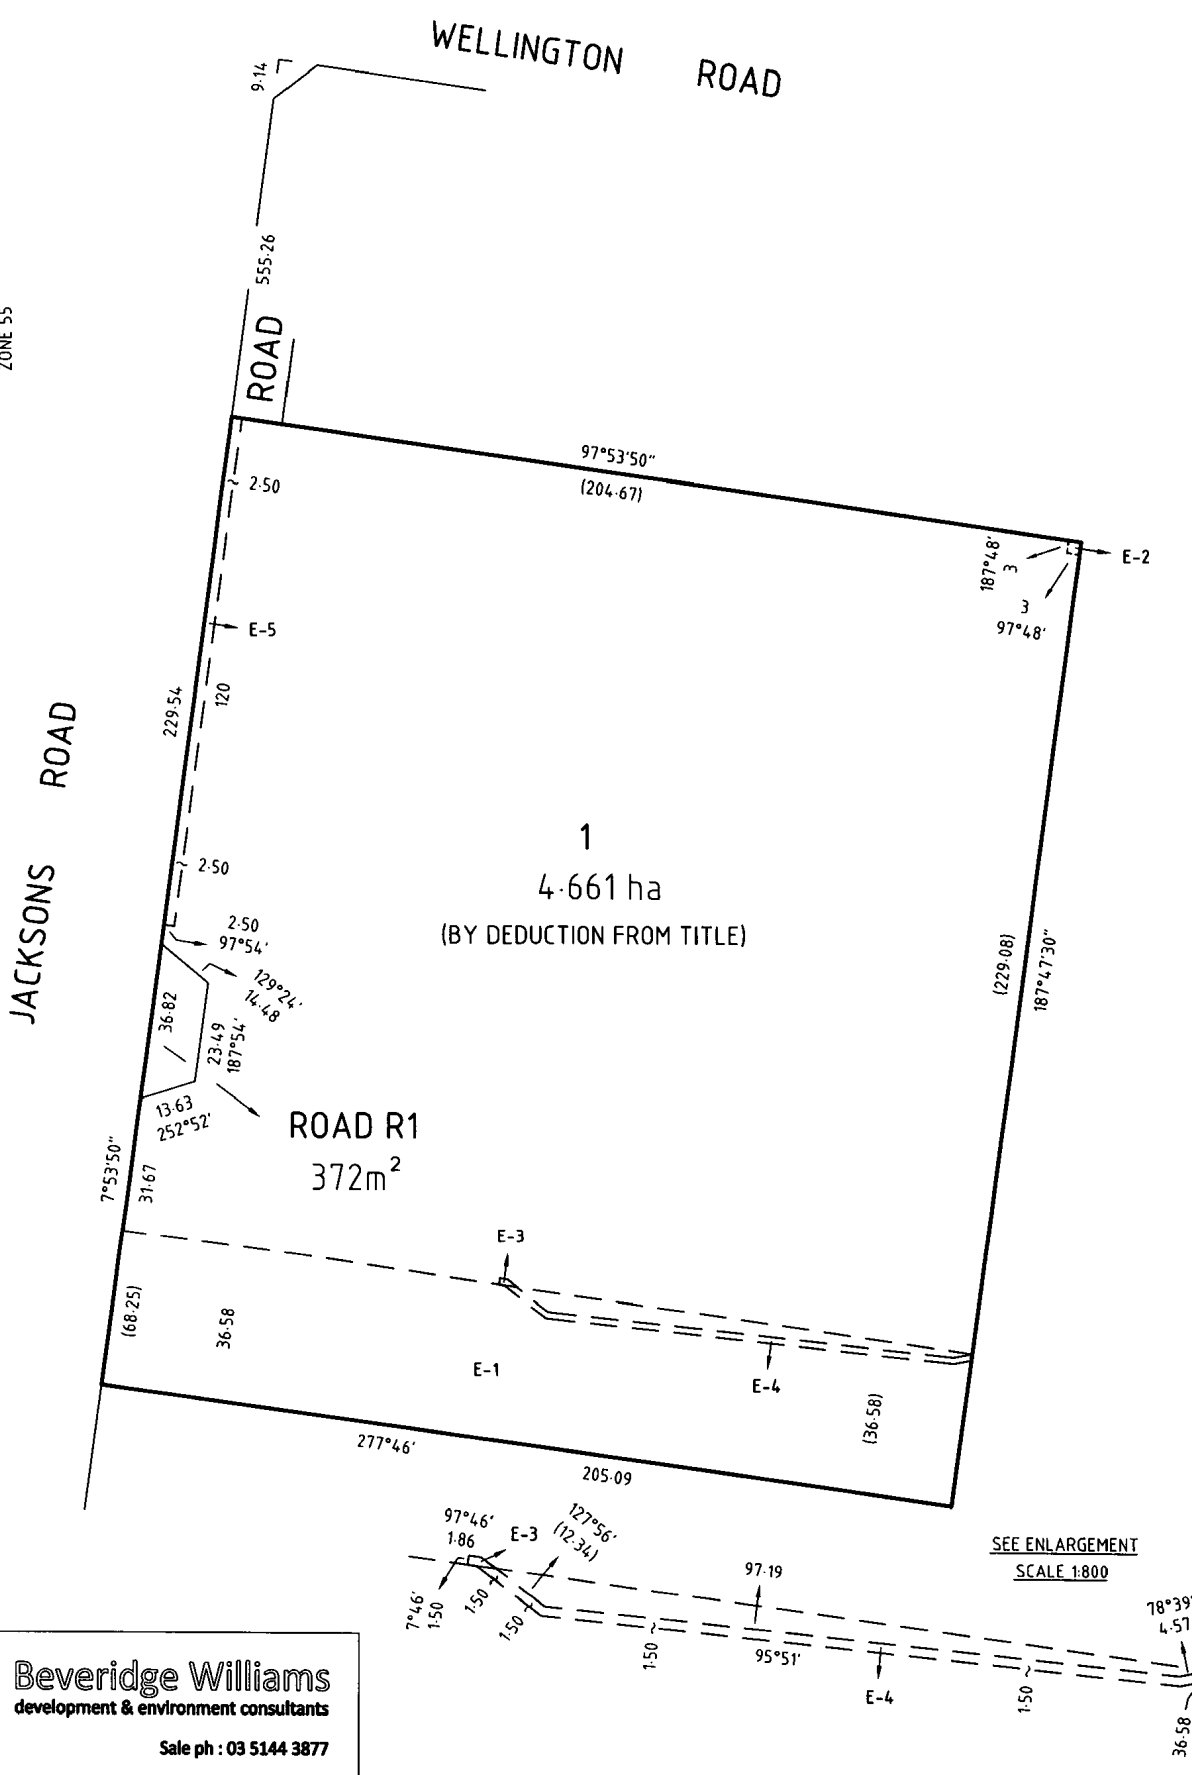 WELLINGTON ROAD
9·14
555·26
ZONE 55
ROAD
97°53'50"
(204·67)
2·50
187°48'
3
E-2
3
97°48'
E-5
120
229·54
JACKSONS ROAD
1
4·661 ha
(BY DEDUCTION FROM TITLE)
2·50
2·50
97°54'
129°24'
14·48
36·82
23·49
187°54'
(229·08)
187°47'30"
13·63
252°52'
ROAD R1
372m²
7°53'50"
31·67
E-3
(68·25)
36·58
E-1
E-4
(36·58)
277°46'
205·09
97°46'
1·86
E-3
127°56'
(12·34)
SEE ENLARGEMENT
SCALE 1:800
97·19
7°46'
1·50
1·50
1·50
1·50
95°51'
E-4
1·50
78°39'
4·57
36·58
Beveridge Williams
development & environment consultants
Sale ph : 03 5144 3877